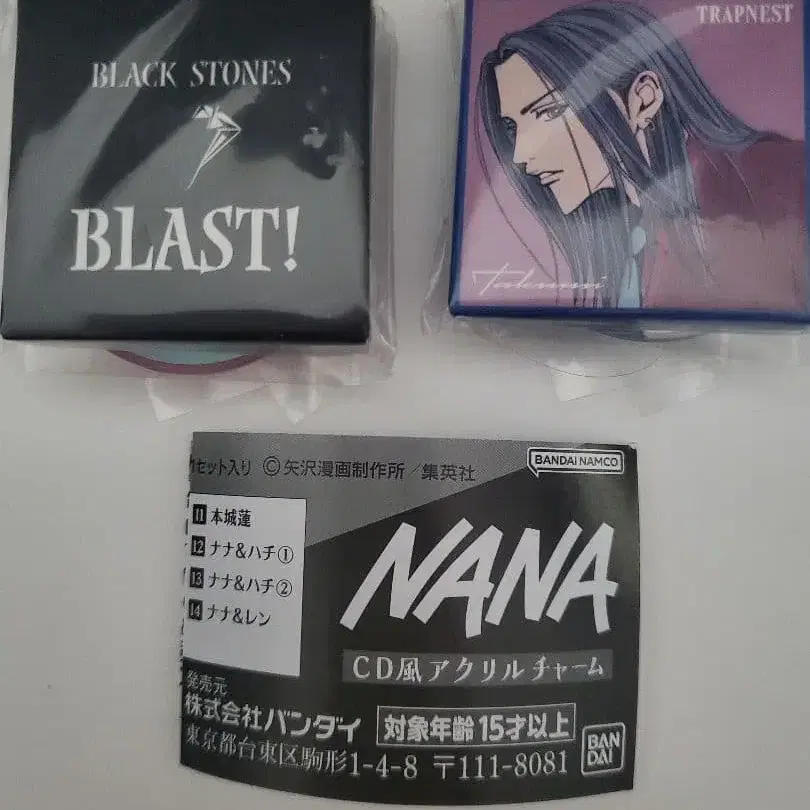 BLACK STONES
BLAST!
TRAPNEST
Takumi
セット入り ©矢沢漫画制作所/集英社
BANDAI NAMCO
11 本城蓮
12 ナナ&ハチ①
13 ナナ&ハチ②
14 ナナ&レン
NANA
CD風アクリルチャーム
発売元
株式会社バンダイ
対象年齢15才以上
東京都台東区駒形1-4-8 〒111-8081
BAN
DAI